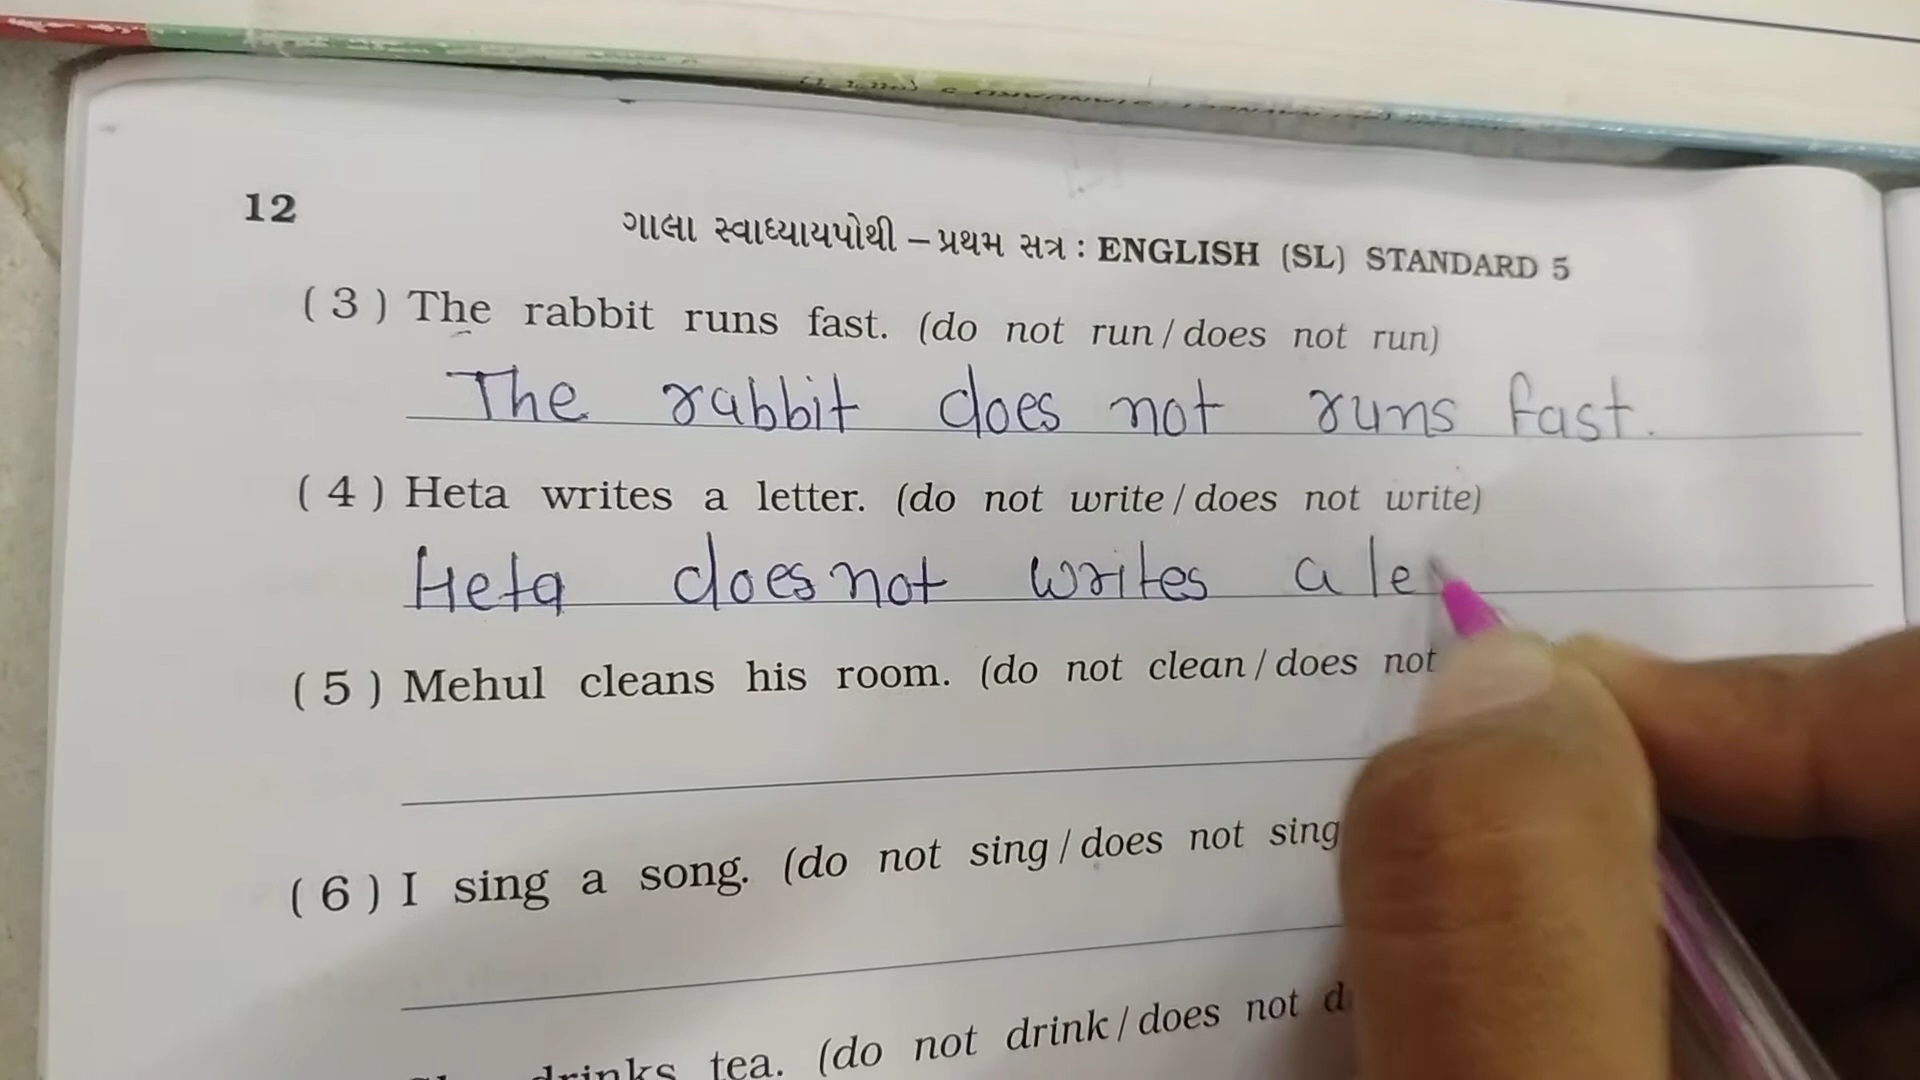 12
ગાલા સ્વાધ્યાયપોથી – પ્રથમ સત્ર : ENGLISH (SL) STANDARD 5
(3) The rabbit runs fast. (do not run/does not run)
The rabbit does not runs fast.
(4) Heta writes a letter. (do not write/does not write)
Heta does not writes a le
(5) Mehul cleans his room. (do not clean/does not
(6) I sing a song. (do not sing/does not sing
drinks tea. (do not drink/does not d